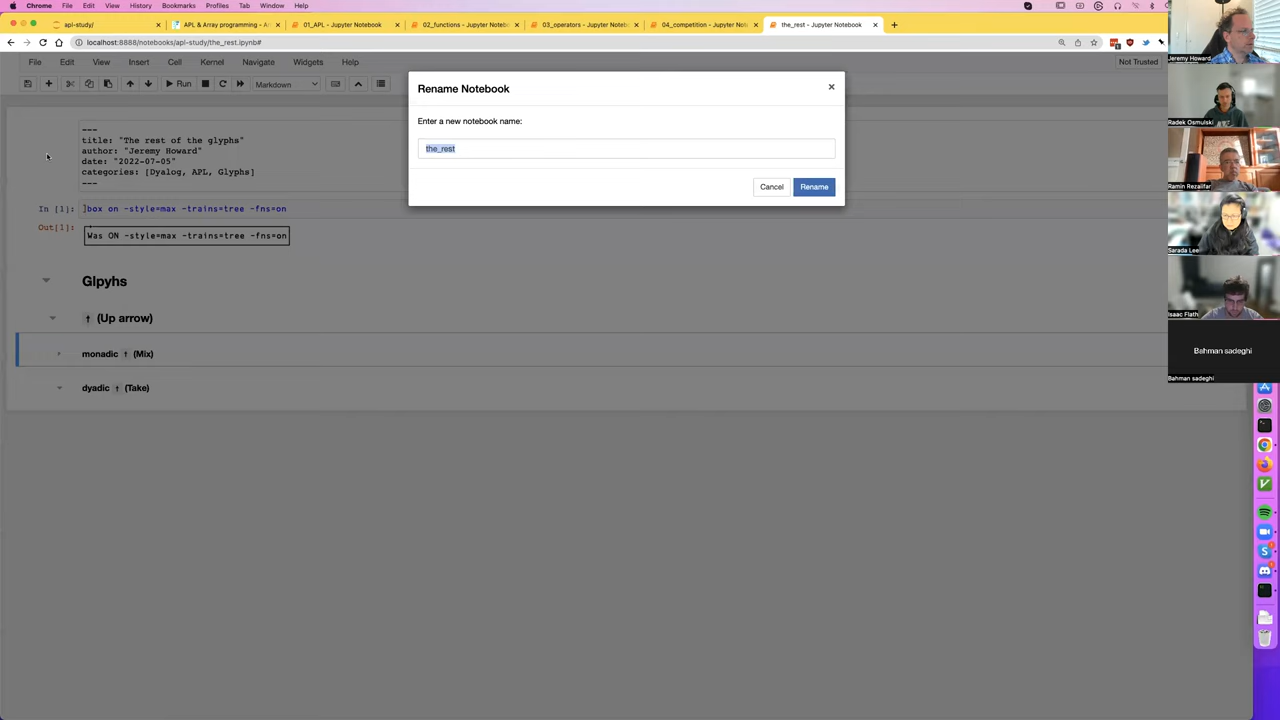 Chrome File Edit View History Bookmarks Profiles Tab Window Help
apl-study/
APL & Array programming - A
01_APL - Jupyter Notebook
02_functions - Jupyter Notebo
03_operators - Jupyter Notebo
04_competition - Jupyter Note
the_rest - Jupyter Notebook
localhost:8888/notebooks/apl-study/the_rest.ipynb#
File Edit View Insert Cell Kernel Navigate Widgets Help
Not Trusted
Run
Markdown
Rename Notebook
Enter a new notebook name:
the_rest
Cancel
Rename
---
title: "The rest of the glyphs"
author: "Jeremy Howard"
date: "2022-07-05"
categories: [Dyalog, APL, Glyphs]
---
In [1]: ]box on -style=max -trains=tree -fns=on
Out[1]: Was ON -style=max -trains=tree -fns=on
Glpyhs
↑ (Up arrow)
monadic ↑ (Mix)
dyadic ↑ (Take)
Jeremy Howard
Radek Osmulski
Ramin Rezalifar
Sarada Lee
Isaac Flath
Bahman sadeghi
Bahman sadeghi